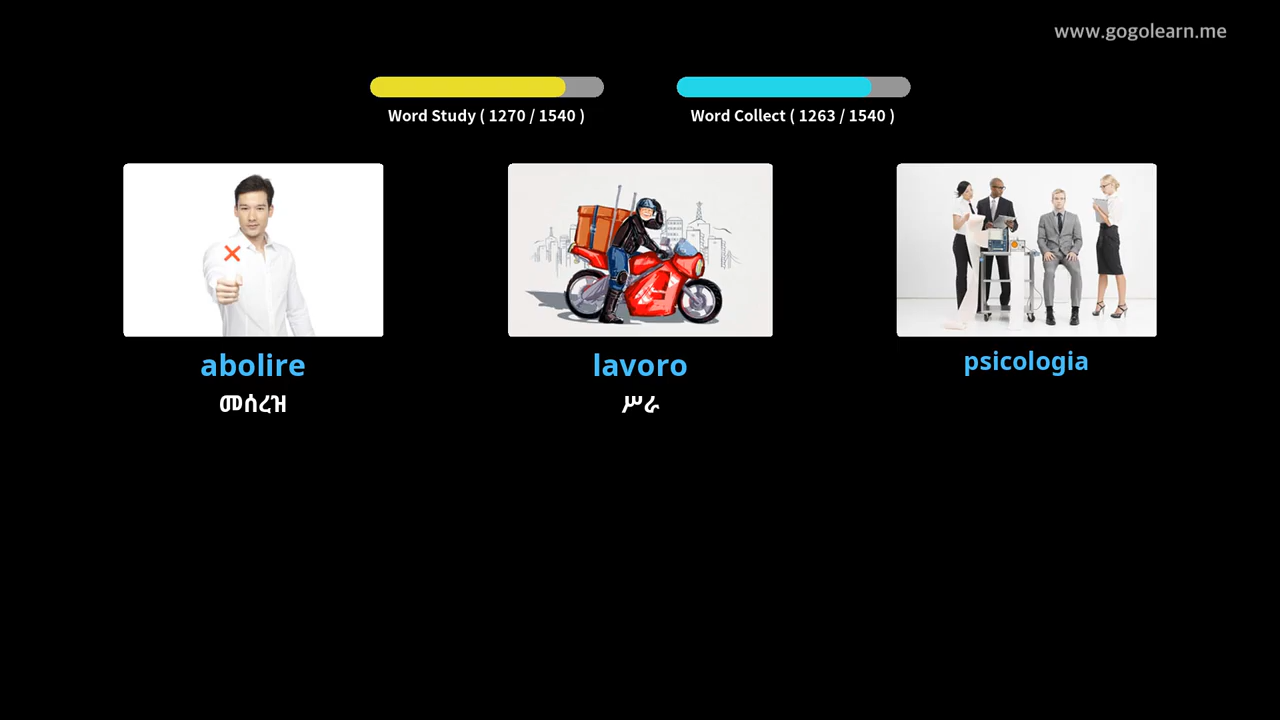 www.gogolearn.me
Word Study ( 1270 / 1540 )
Word Collect ( 1263 / 1540 )
abolire
መሰረዝ
lavoro
ሥራ
psicologia